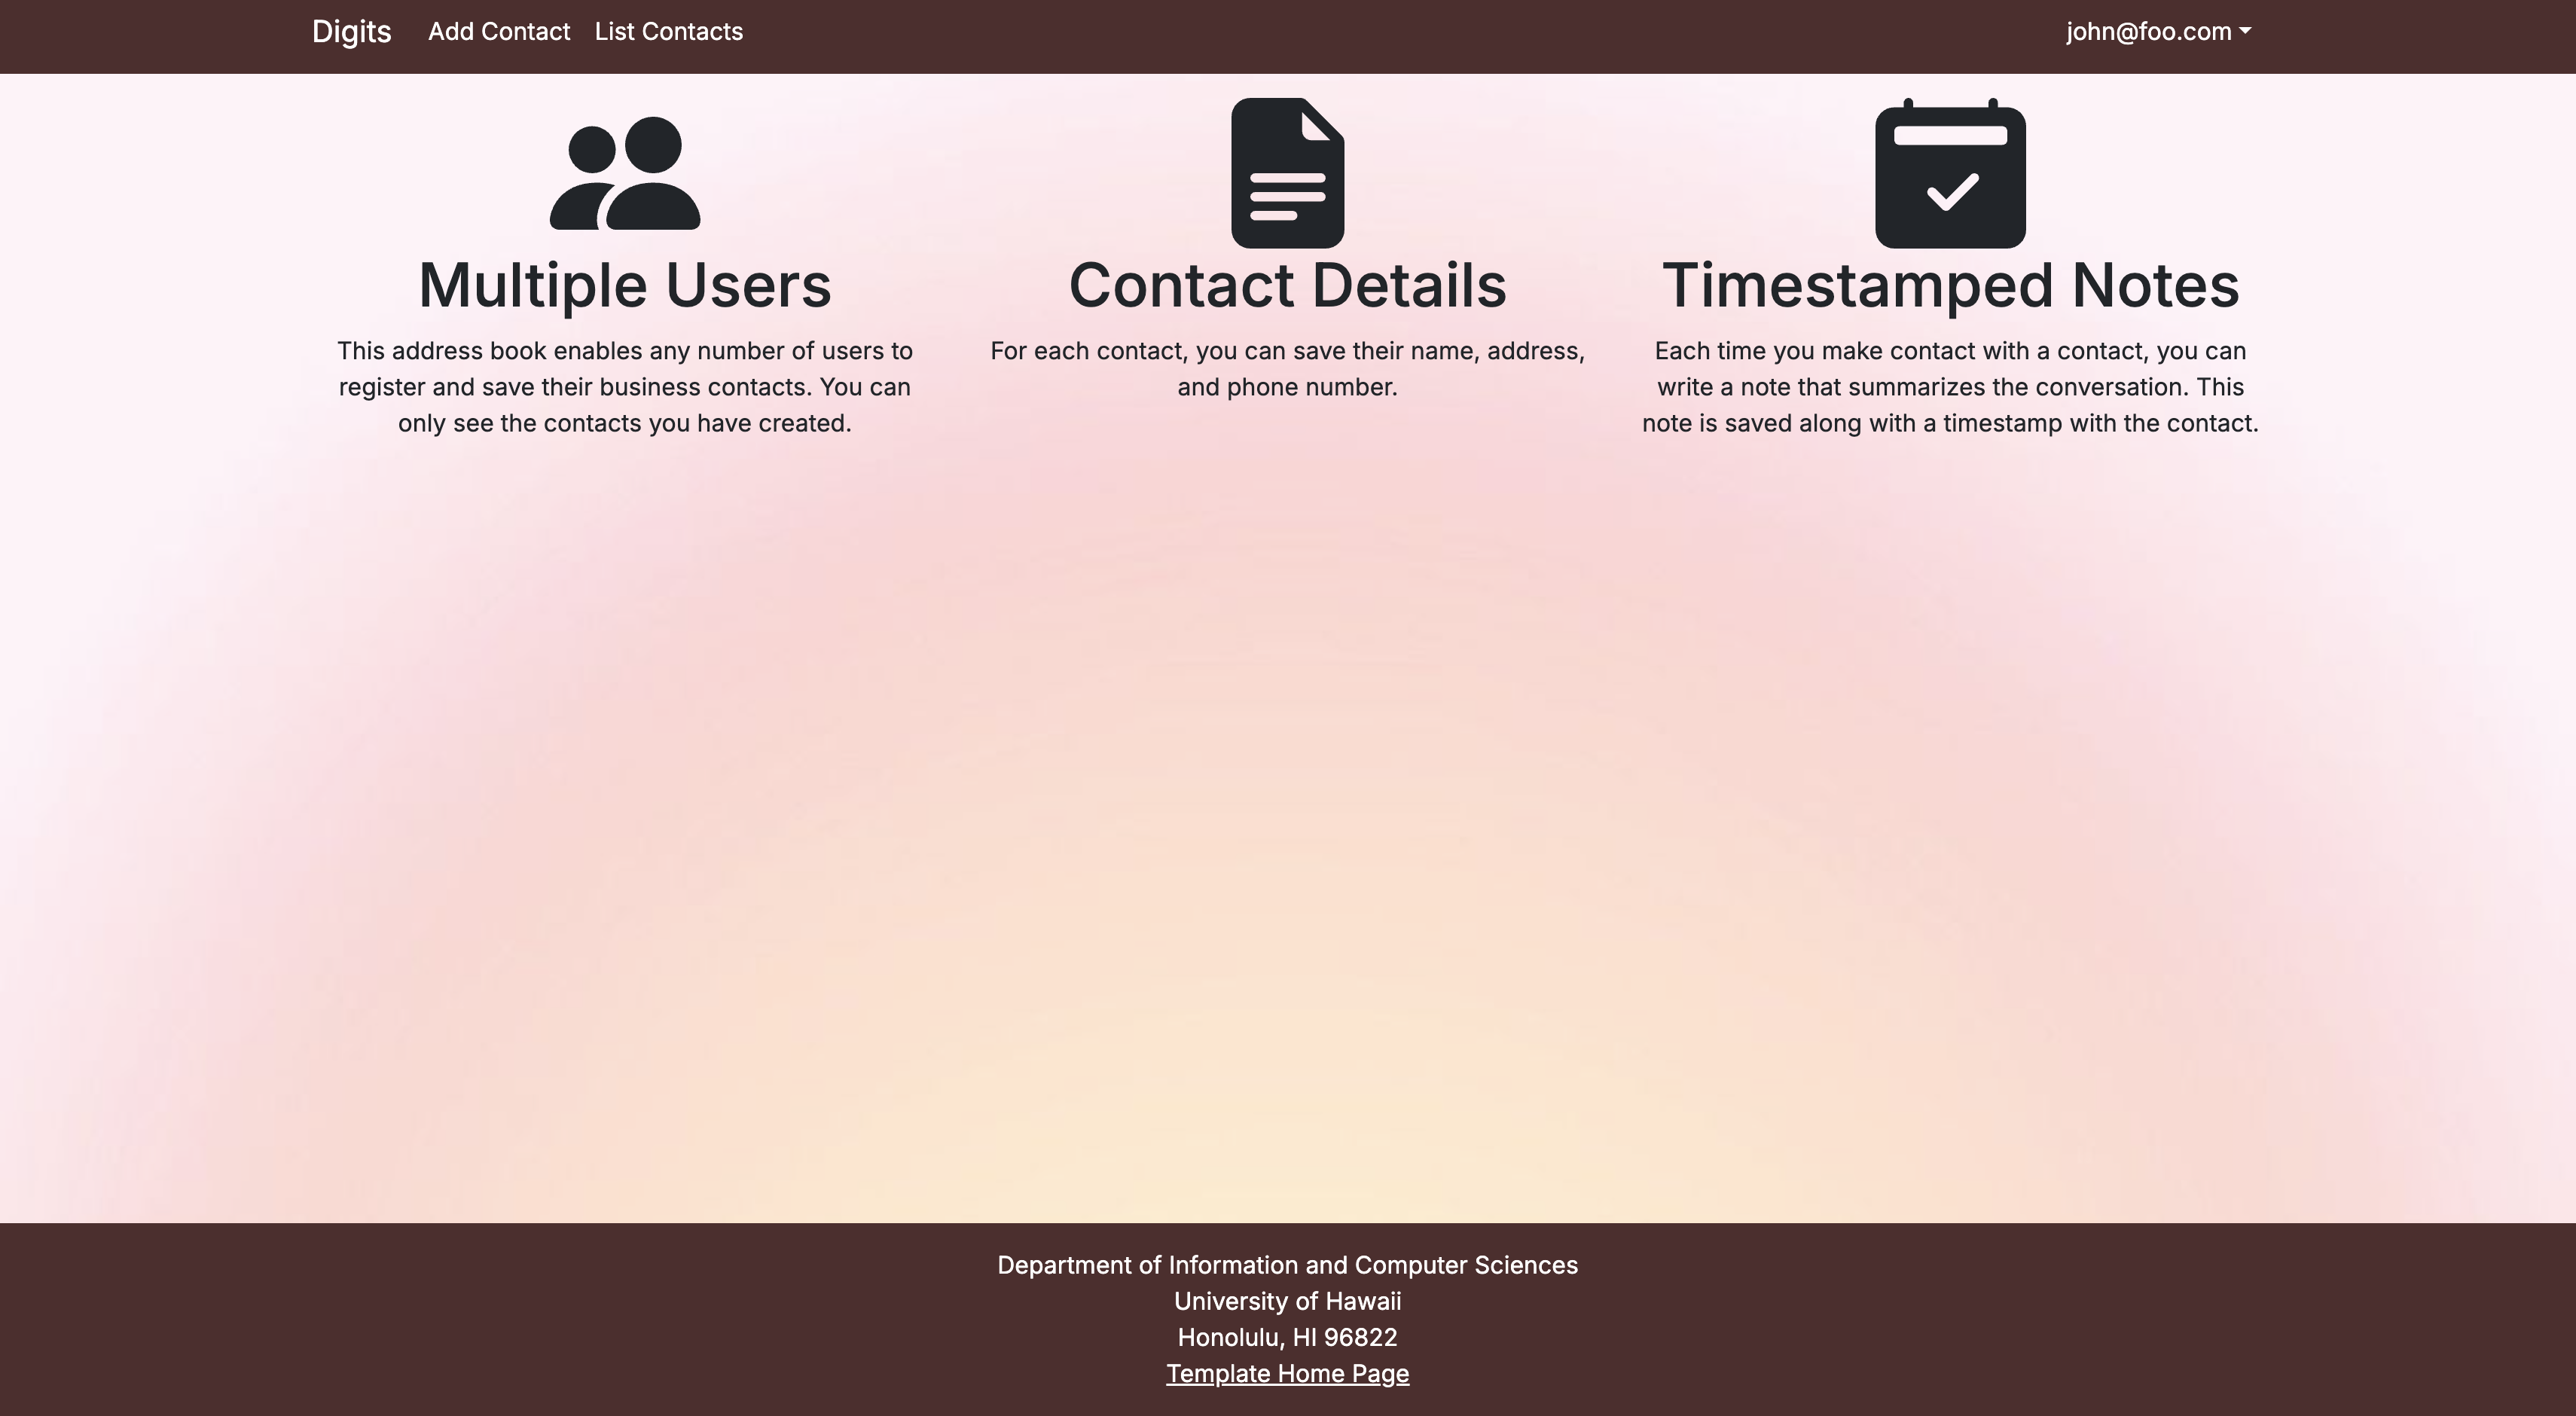 Digits Add Contact List Contacts john@foo.com
Multiple Users
This address book enables any number of users to
register and save their business contacts. You can
only see the contacts you have created.
Contact Details
For each contact, you can save their name, address,
and phone number.
Timestamped Notes
Each time you make contact with a contact, you can
write a note that summarizes the conversation. This
note is saved along with a timestamp with the contact.
Department of Information and Computer Sciences
University of Hawaii
Honolulu, HI 96822
Template Home Page